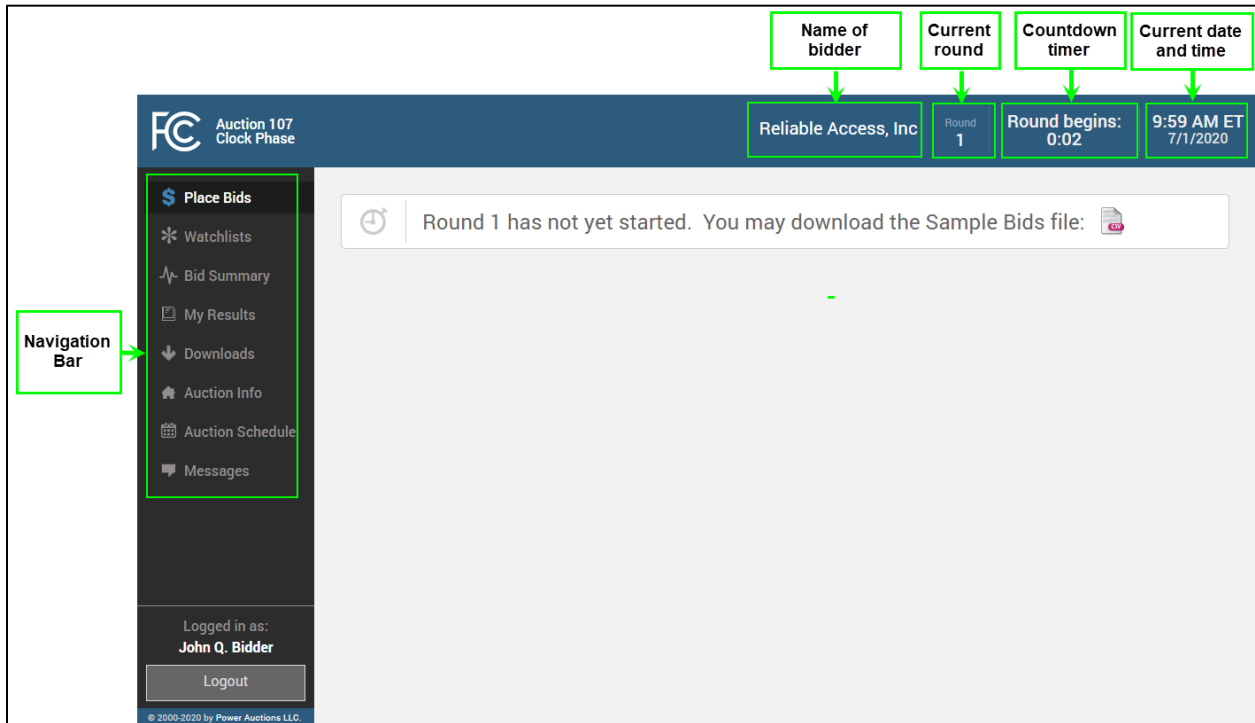 Name of
bidder
Current
round
Countdown
timer
Current date
and time
FCC
Auction 107
Clock Phase
Reliable Access, Inc
Round
1
Round begins:
0:02
9:59 AM ET
7/1/2020
Place Bids
Watchlists
Bid Summary
My Results
Downloads
Auction Info
Auction Schedule
Messages
Round 1 has not yet started. You may download the Sample Bids file:
CSV
Navigation
Bar
Logged in as:
John Q. Bidder
Logout
© 2000-2020 by Power Auctions LLC.